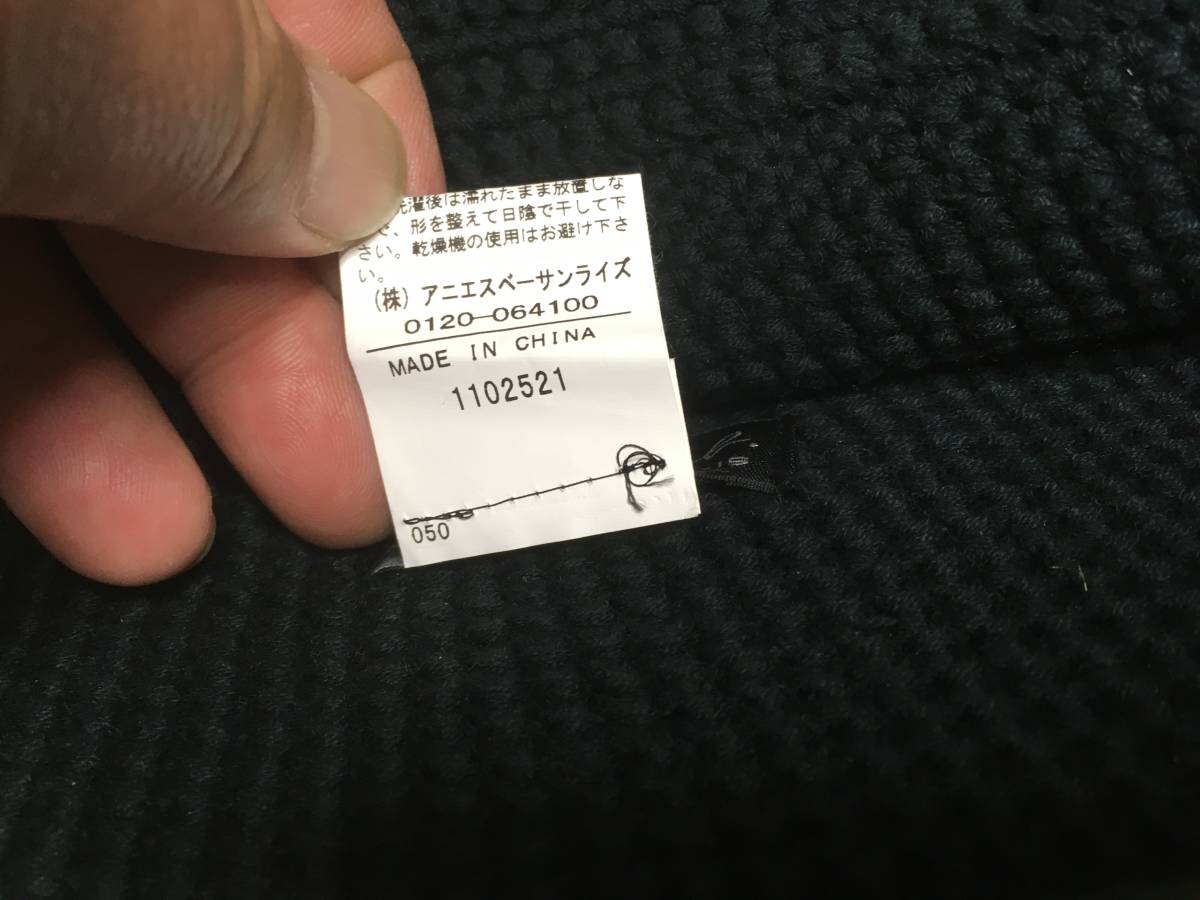 洗濯後は濡れたまま放置しな
で、形を整えて日陰で干して下
さい。乾燥機の使用はお避け下さ
い。
(株) アニエスベーサンライズ
0120-064100
MADE IN CHINA
1102521
050